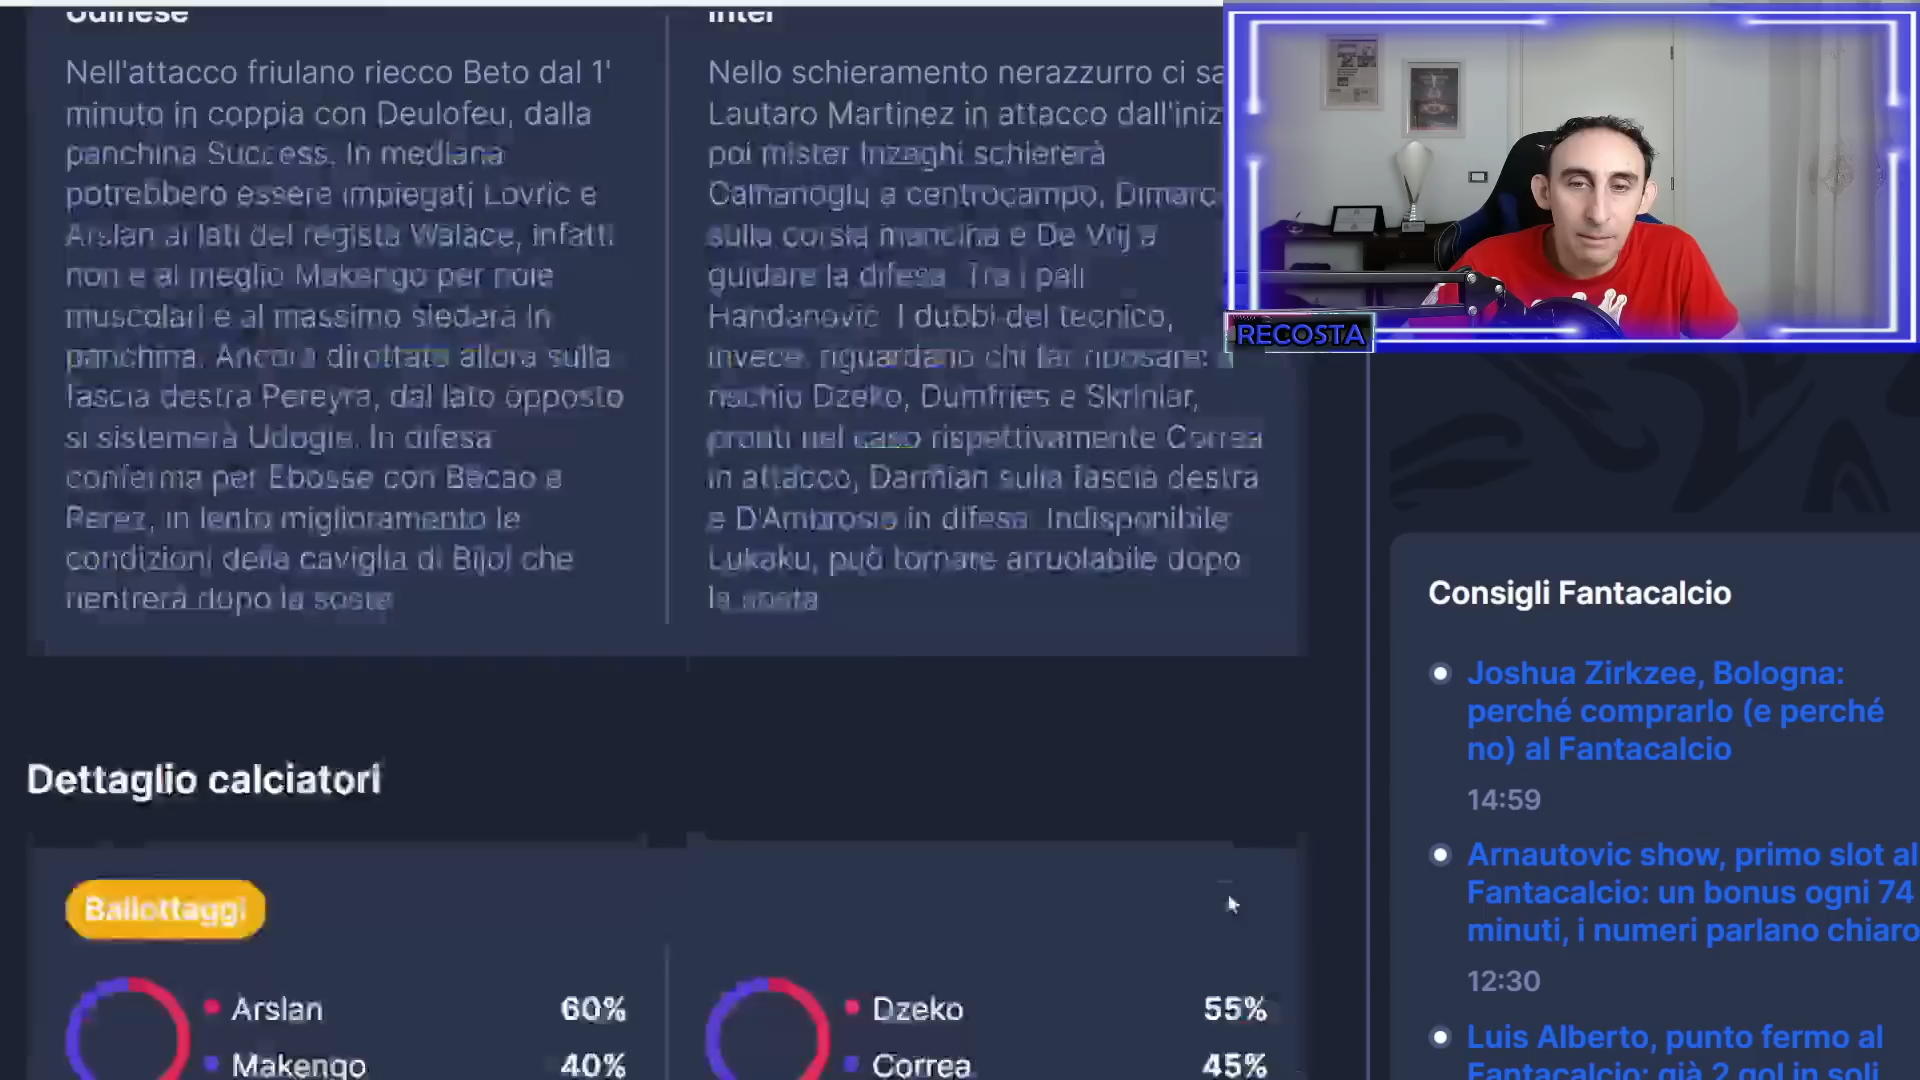 Udinese
Nell'attacco friulano riecco Beto dal 1'
minuto in coppia con Deulofeu, dalla
panchina Success. In mediana
potrebbero essere impiegati Lovric e
Arslan ai lati del regista Walace, infatti
non è al meglio Makengo per noie
muscolari e al massimo siederà in
panchina. Ancora dirottato allora sulla
fascia destra Pereyra, dal lato opposto
si sistemerà Udogie. In difesa
conferma per Ebosse con Becao e
Perez, in lento miglioramento le
condizioni della caviglia di Bijol che
rientrerà dopo la sosta
Inter
Nello schieramento nerazzurro ci sa
Lautaro Martinez in attacco dall'iniz
poi mister Inzaghi schiererà
Calhanoglu a centrocampo, Dimarc
sulla corsia mancina e De Vrij a
guidare la difesa. Tra i pali
Handanovic. I dubbi del tecnico,
invece, riguardano chi far riposare: a
rischio Dzeko, Dumfries e Skriniar,
pronti nel caso rispettivamente Correa
in attacco, Darmian sulla fascia destra
e D'Ambrosio in difesa. Indisponibile
Lukaku, può tornare arruolabile dopo
la sosta
RECOSTA
Dettaglio calciatori
Ballottaggi
Arslan 60%
Makengo 40%
Dzeko 55%
Correa 45%
Consigli Fantacalcio
Joshua Zirkzee, Bologna:
perché comprarlo (e perché
no) al Fantacalcio
14:59
Arnautovic show, primo slot al
Fantacalcio: un bonus ogni 74
minuti, i numeri parlano chiaro
12:30
Luis Alberto, punto fermo al
Fantacalcio: già 2 gol in soli